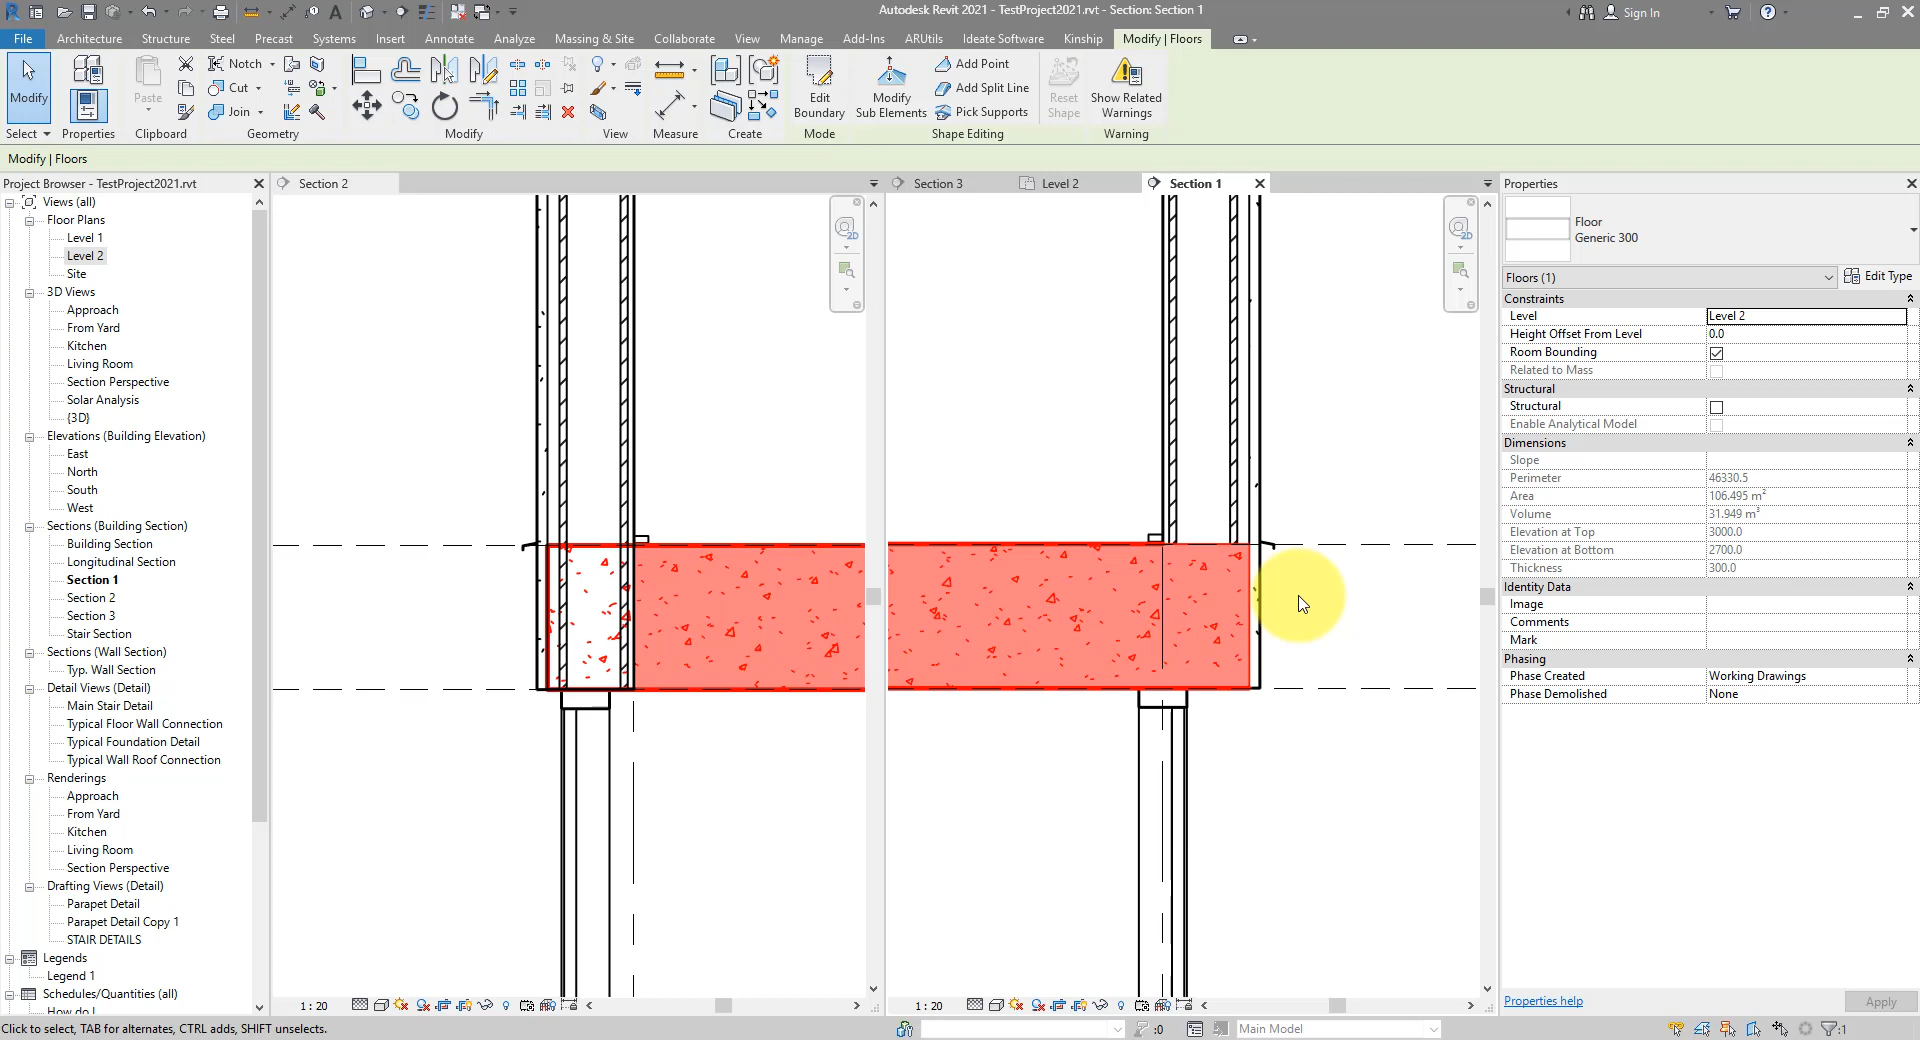 Autodesk Revit 2021 - TestProject2021.rvt - Section: Section 1
Sign In
File
Architecture
Structure
Steel
Precast
Systems
Insert
Annotate
Analyze
Massing & Site
Collaborate
View
Manage
Add-Ins
ARUtils
Ideate Software
Kinship
Modify | Floors
Modify
Paste
Notch
Cut
Join
Edit Boundary
Modify Sub Elements
Add Point
Add Split Line
Pick Supports
Reset Shape
Show Related Warnings
Select
Properties
Clipboard
Geometry
Modify
View
Measure
Create
Mode
Shape Editing
Warning
Modify | Floors
Project Browser - TestProject2021.rvt
Views (all)
Floor Plans
Level 1
Level 2
Site
3D Views
Approach
From Yard
Kitchen
Living Room
Section Perspective
Solar Analysis
{3D}
Elevations (Building Elevation)
East
North
South
West
Sections (Building Section)
Building Section
Longitudinal Section
Section 1
Section 2
Section 3
Stair Section
Sections (Wall Section)
Typ. Wall Section
Detail Views (Detail)
Main Stair Detail
Typical Floor Wall Connection
Typical Foundation Detail
Typical Wall Roof Connection
Renderings
Approach
From Yard
Kitchen
Living Room
Section Perspective
Drafting Views (Detail)
Parapet Detail
Parapet Detail Copy 1
STAIR DETAILS
Legends
Legend 1
Schedules/Quantities (all)
How do I
Section 2
Section 3
Level 2
Section 1
2D
2D
1 : 20
1 : 20
Properties
Floor
Generic 300
Floors (1)
Edit Type
Constraints
Level Level 2
Height Offset From Level 0.0
Room Bounding
Related to Mass
Structural
Structural
Enable Analytical Model
Dimensions
Slope
Perimeter 46330.5
Area 106.495 m²
Volume 31.949 m³
Elevation at Top 3000.0
Elevation at Bottom 2700.0
Thickness 300.0
Identity Data
Image
Comments
Mark
Phasing
Phase Created Working Drawings
Phase Demolished None
Properties help
Apply
Click to select, TAB for alternates, CTRL adds, SHIFT unselects.
:0
Main Model
:1